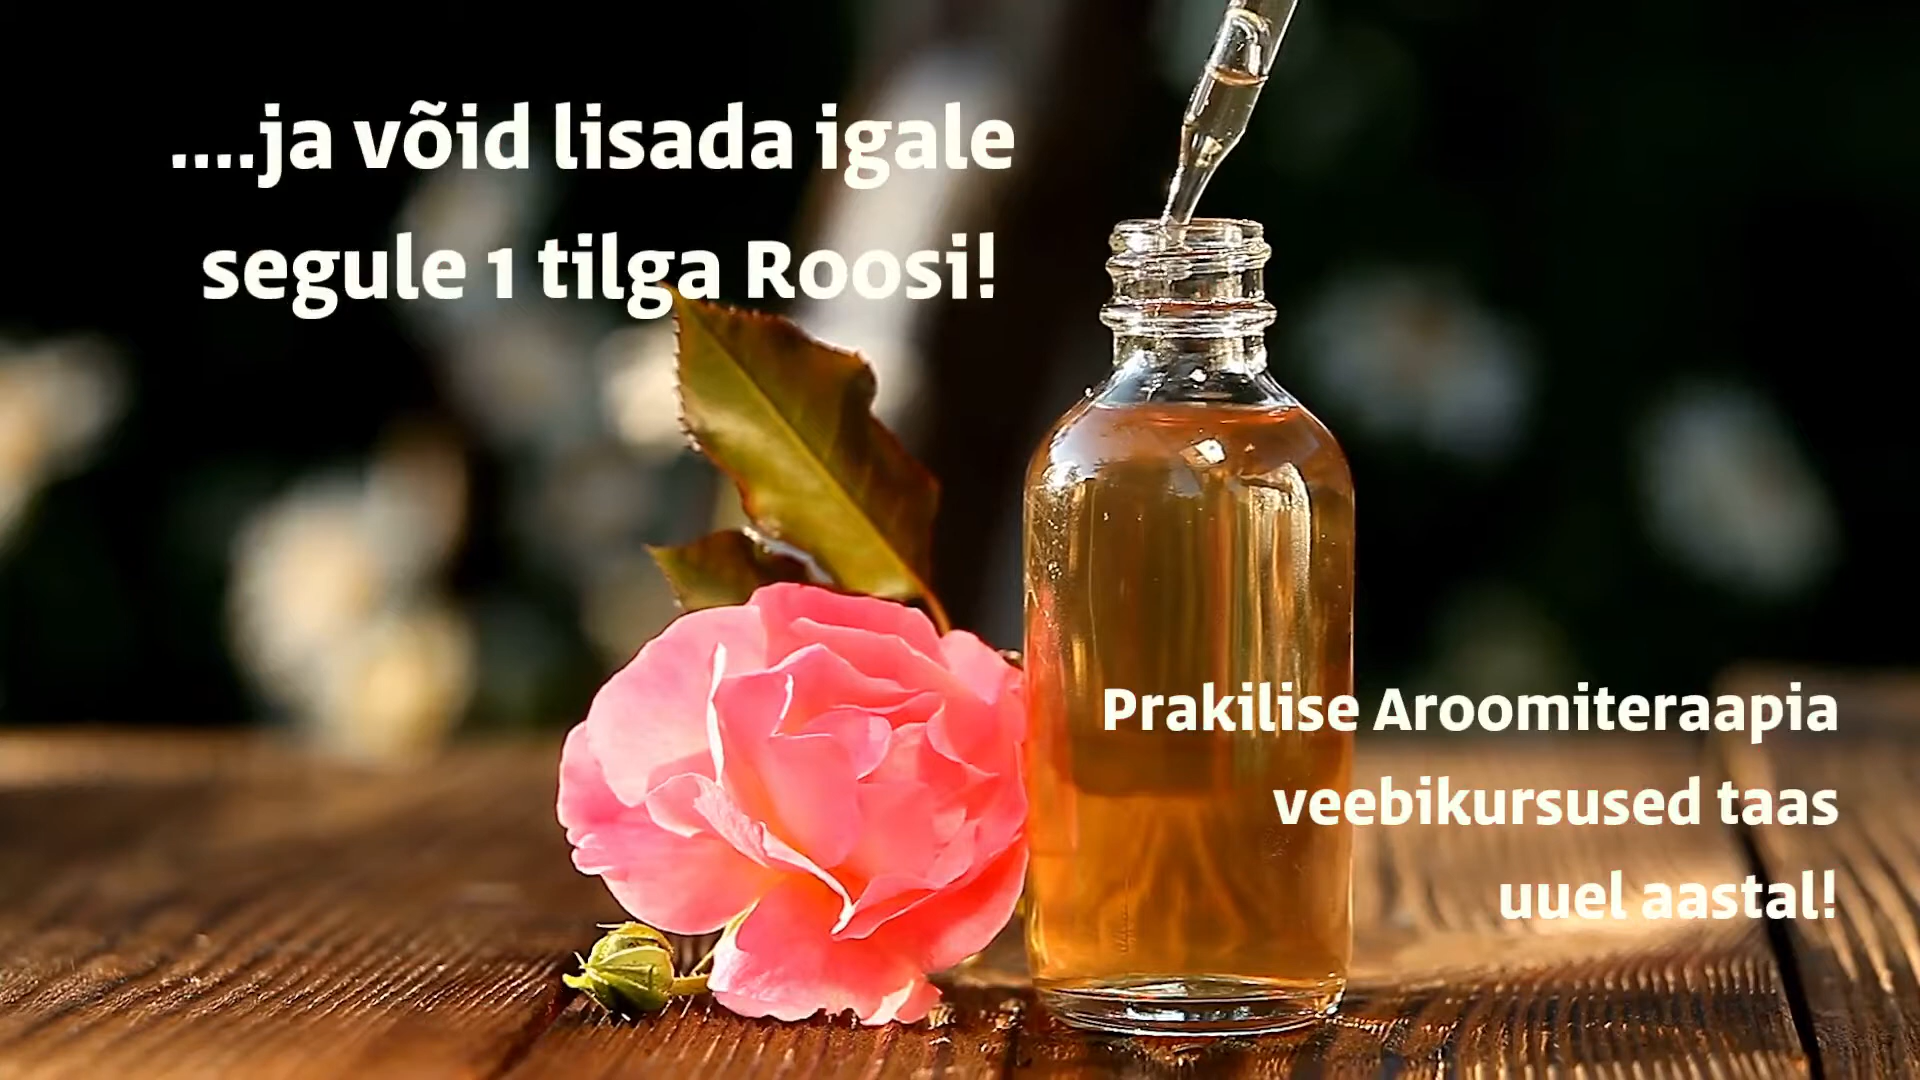 ....ja võid lisada igale
segule 1 tilga Roosi!
Prakilise Aroomiteraapia
veebikursused taas
uuel aastal!